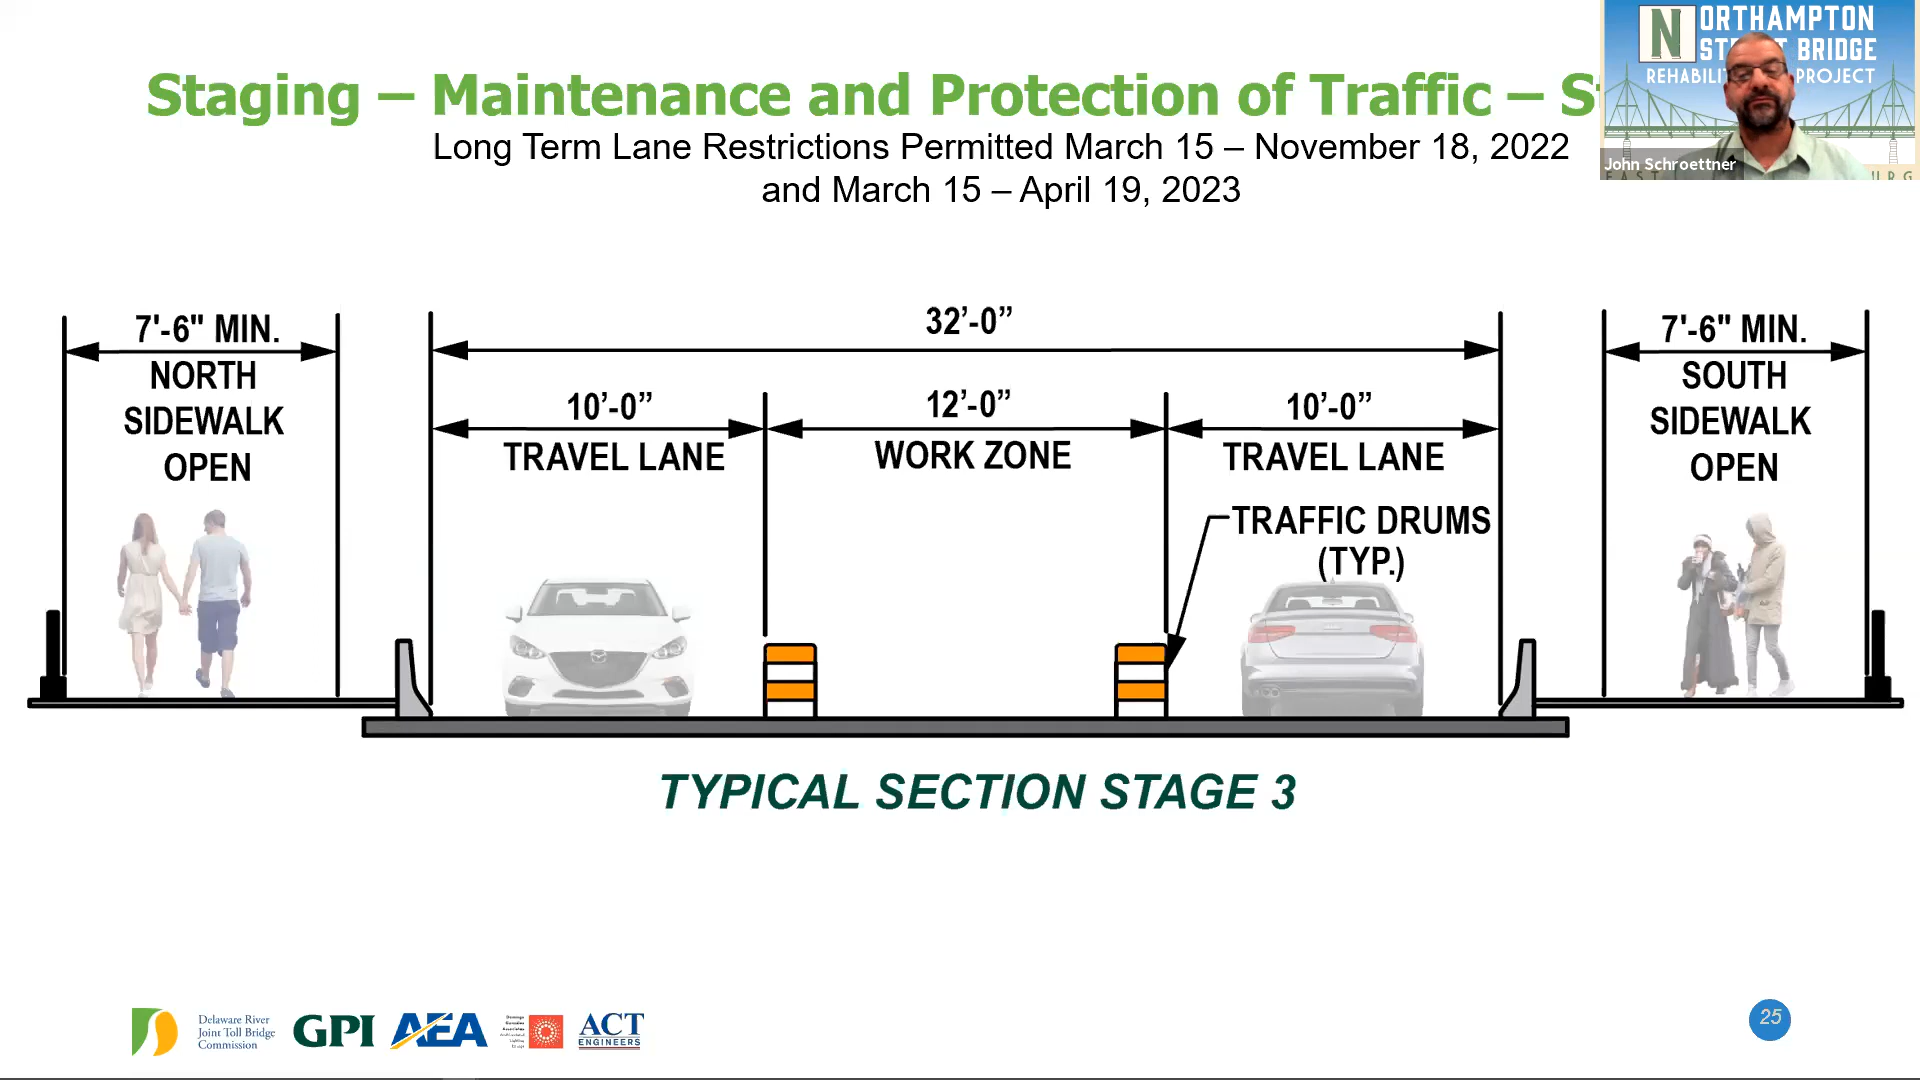 Staging – Maintenance and Protection of Traffic –
Long Term Lane Restrictions Permitted March 15 – November 18, 2022
and March 15 – April 19, 2023
NORTHAMPTON
BRIDGE
PROJECT
John Schroettner
7'-6" MIN.
NORTH
SIDEWALK
OPEN
32’-0”
10’-0”
TRAVEL LANE
12’-0”
WORK ZONE
10’-0”
TRAVEL LANE
TRAFFIC DRUMS
(TYP.)
7'-6" MIN.
SOUTH
SIDEWALK
OPEN
TYPICAL SECTION STAGE 3
Delaware River
Joint Toll Bridge
Commission
GPI
AEA
ACT
ENGINEERS
25